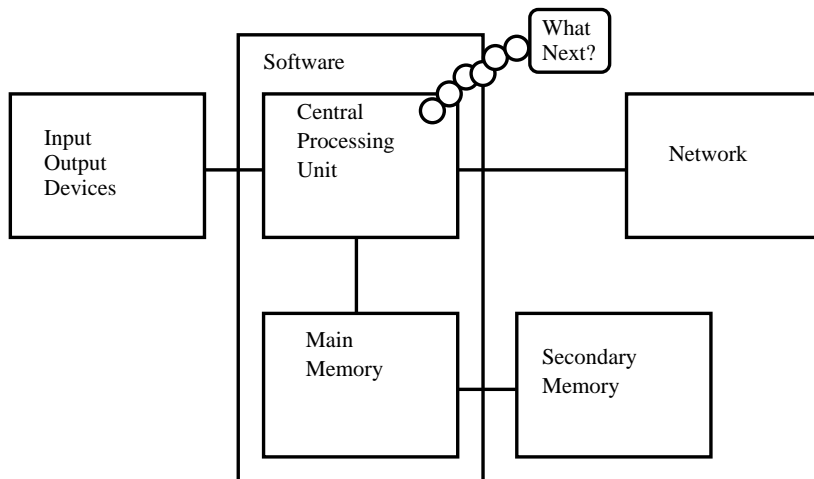 What
Next?
Software
Input
Output
Devices
Central
Processing
Unit
Network
Main
Memory
Secondary
Memory